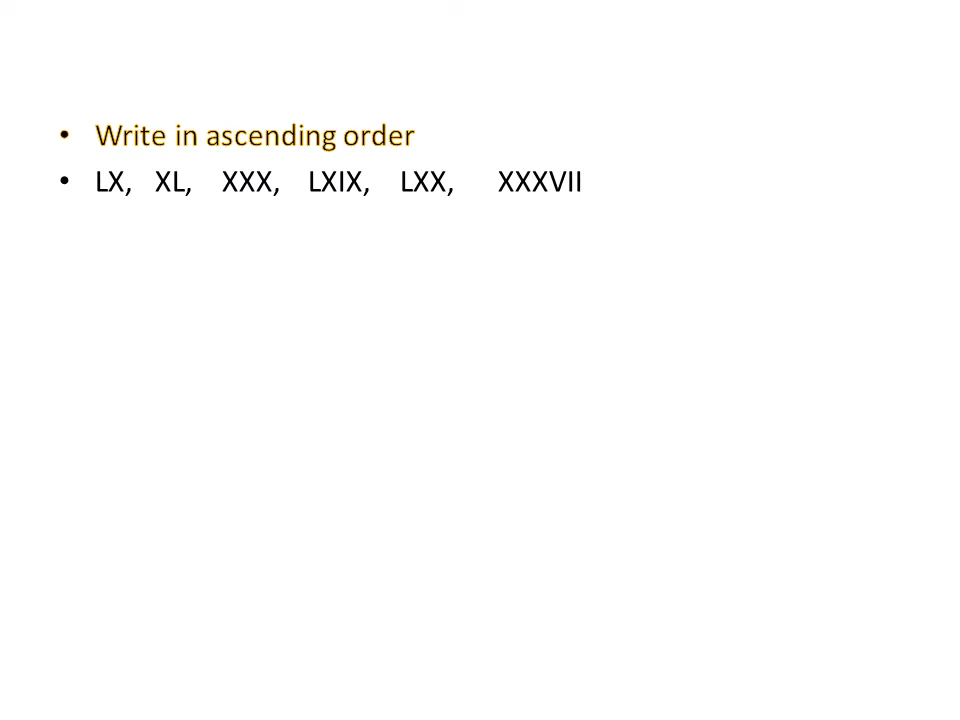 • Write in ascending order
• LX, XL, XXX, LXIX, LXX, XXXVII